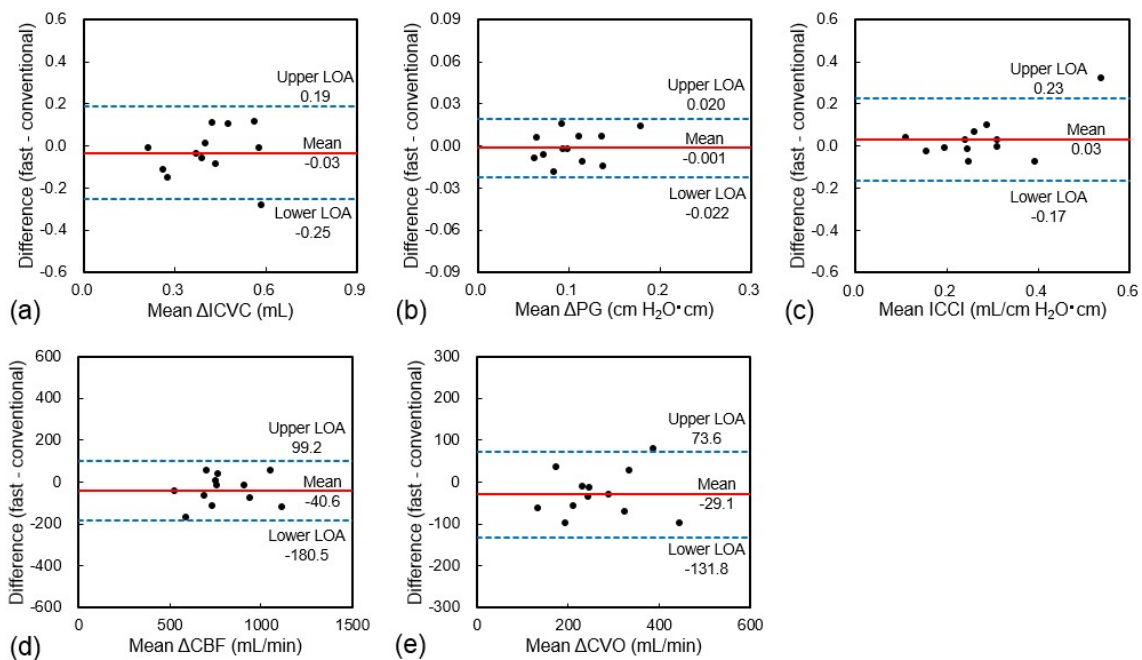 Difference (fast - conventional)
0.6
0.4
0.2
0.0
-0.2
-0.4
-0.6
Upper LOA
0.19
Mean
-0.03
Lower LOA
-0.25
0.0
0.3
0.6
0.9
(a)
Mean ΔICVC (mL)
Difference (fast - conventional)
0.09
0.06
0.03
0.00
-0.03
-0.06
-0.09
Upper LOA
0.020
Mean
-0.001
Lower LOA
-0.022
0.0
0.1
0.2
0.3
(b)
Mean ΔPG (cm H₂O·cm)
Difference (fast - conventional)
0.6
0.4
0.2
0.0
-0.2
-0.4
-0.6
Upper LOA
0.23
Mean
0.03
Lower LOA
-0.17
0.0
0.2
0.4
0.6
(c)
Mean ICCI (mL/cm H₂O·cm)
Difference (fast - conventional)
600
400
200
0
-200
-400
-600
Upper LOA
99.2
Mean
-40.6
Lower LOA
-180.5
0
500
1000
1500
(d)
Mean ΔCBF (mL/min)
Difference (fast - conventional)
300
200
100
0
-100
-200
-300
Upper LOA
73.6
Mean
-29.1
Lower LOA
-131.8
0
200
400
600
(e)
Mean ΔCVO (mL/min)